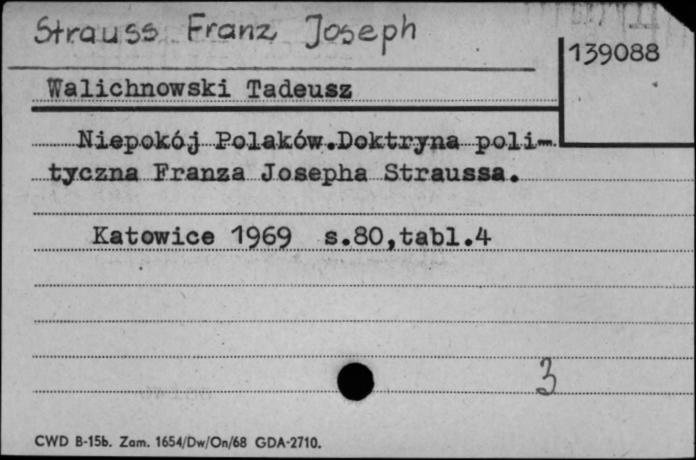 Strauss Franz Joseph
139088
Walichnowski Tadeusz
Niepokój Polaków.Doktryna poli-
tyczna Franza Josepha Straussa.
Katowice 1969 s.80,tabl.4
3
CWD B-15b. Zam. 1654/Dw/On/68 GDA-2710.